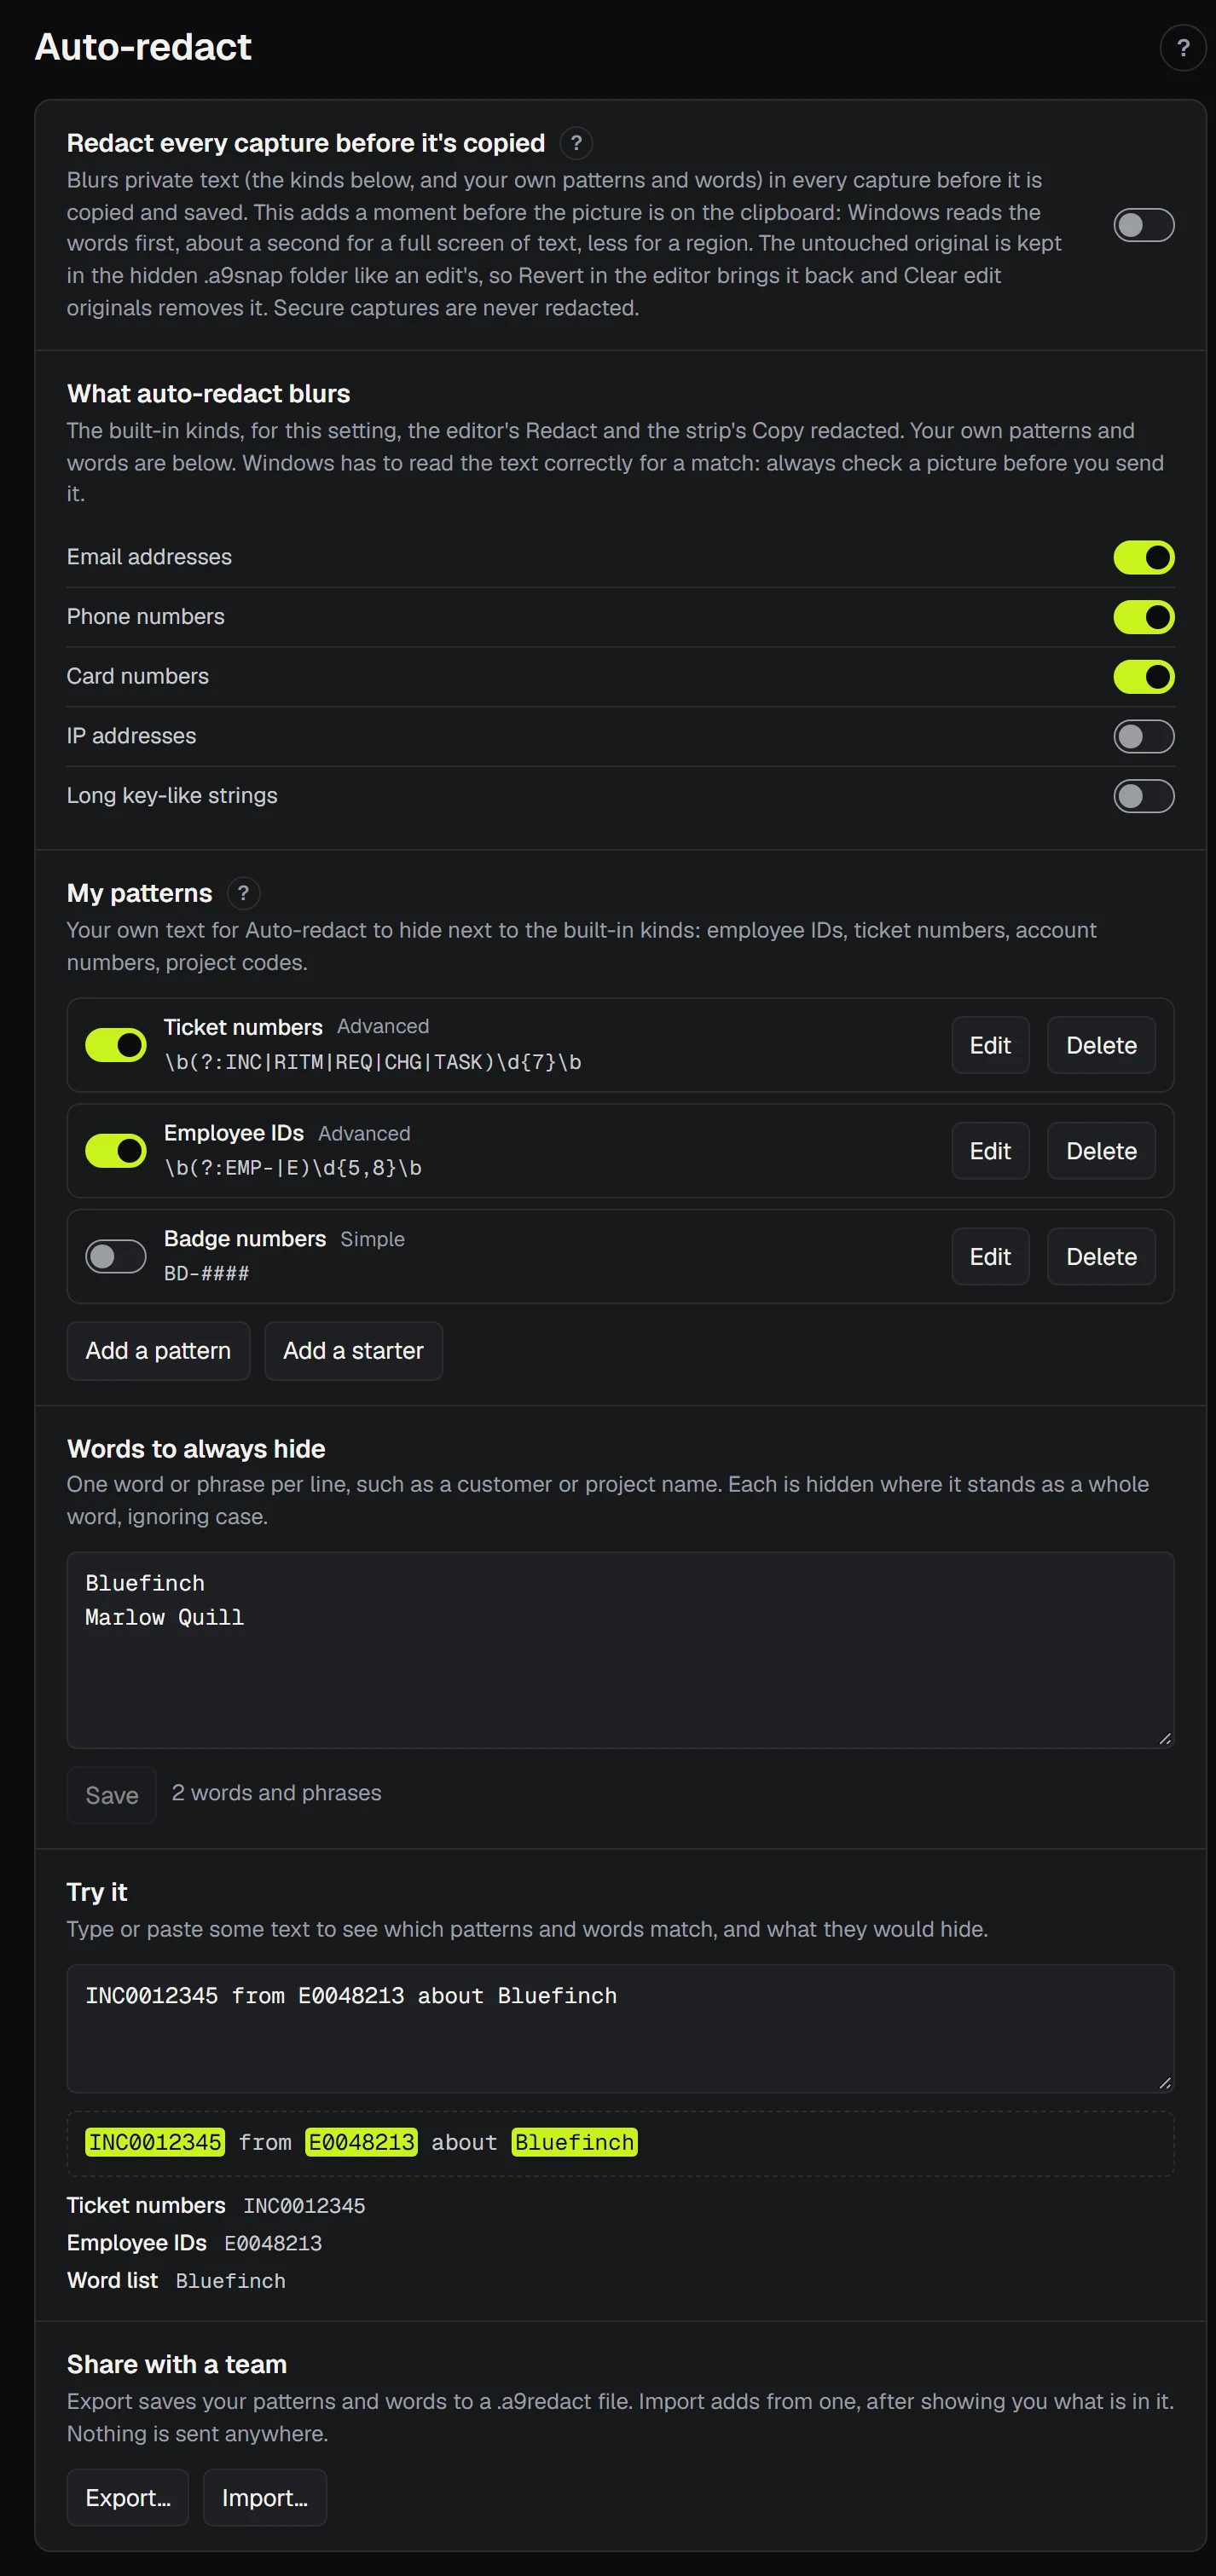 Auto-redact
?
Redact every capture before it's copied ?
Blurs private text (the kinds below, and your own patterns and words) in every capture before it is
copied and saved. This adds a moment before the picture is on the clipboard: Windows reads the
words first, about a second for a full screen of text, less for a region. The untouched original is kept
in the hidden .a9snap folder like an edit's, so Revert in the editor brings it back and Clear edit
originals removes it. Secure captures are never redacted.
What auto-redact blurs
The built-in kinds, for this setting, the editor's Redact and the strip's Copy redacted. Your own patterns and
words are below. Windows has to read the text correctly for a match: always check a picture before you send
it.
Email addresses
Phone numbers
Card numbers
IP addresses
Long key-like strings
My patterns ?
Your own text for Auto-redact to hide next to the built-in kinds: employee IDs, ticket numbers, account
numbers, project codes.
Ticket numbers Advanced
\b(?:INC|RITM|REQ|CHG|TASK)\d{7}\b
Edit Delete
Employee IDs Advanced
\b(?:EMP-|E)\d{5,8}\b
Edit Delete
Badge numbers Simple
BD-####
Edit Delete
Add a pattern Add a starter
Words to always hide
One word or phrase per line, such as a customer or project name. Each is hidden where it stands as a whole
word, ignoring case.
Bluefinch
Marlow Quill
Save 2 words and phrases
Try it
Type or paste some text to see which patterns and words match, and what they would hide.
INC0012345 from E0048213 about Bluefinch
INC0012345 from E0048213 about Bluefinch
Ticket numbers INC0012345
Employee IDs E0048213
Word list Bluefinch
Share with a team
Export saves your patterns and words to a .a9redact file. Import adds from one, after showing you what is in it.
Nothing is sent anywhere.
Export... Import...